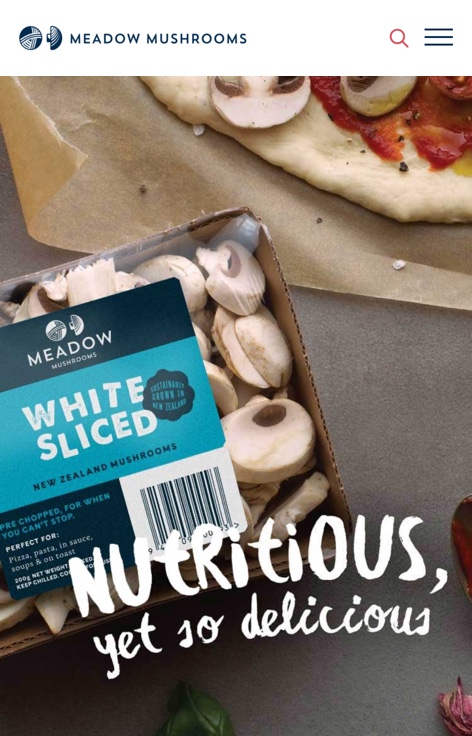 MEADOW MUSHROOMS
MEADOW
MUSHROOMS
WHITE
SLICED
SUSTAINABLY
GROWN IN
NEW ZEALAND
NEW ZEALAND MUSHROOMS
PRE CHOPPED, FOR WHEN
YOU CAN'T STOP.
PERFECT FOR:
Pizza, pasta, in sauce,
soups & on toast
200g NET WEIGHT
KEEP CHILLED.
NUtRitiOUS,
yet so delicious